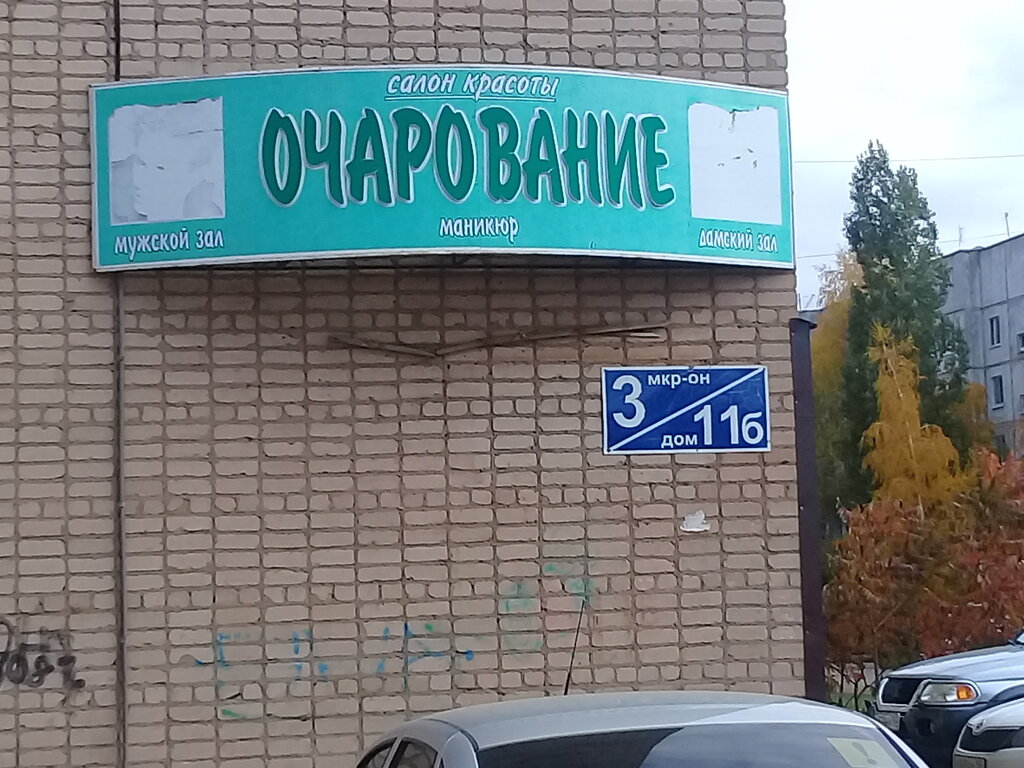 салон красоты
ОЧАРОВАНИЕ
маникюр
мужской зал
дамский зал
3 мкр-он
дом 11б